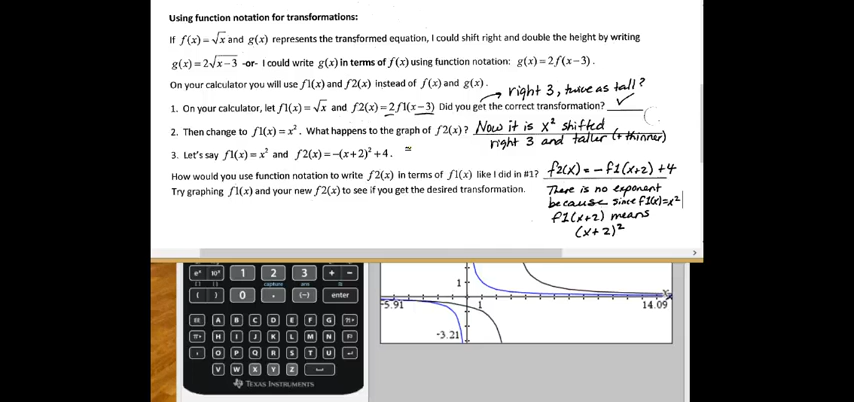 Using function notation for transformations:
If f(x) = √x and g(x) represents the transformed equation, I could shift right and double the height by writing
g(x) = 2√x−3 -or- I could write g(x) in terms of f(x) using function notation: g(x) = 2f(x−3).
On your calculator you will use f1(x) and f2(x) instead of f(x) and g(x).
right 3, twice as tall?
1. On your calculator, let f1(x) = √x and f2(x) = 2f1(x−3) Did you get the correct transformation? ✓
2. Then change to f1(x) = x². What happens to the graph of f2(x)? Now it is x² shifted
right 3 and taller (+ thinner)
3. Let's say f1(x) = x² and f2(x) = −(x+2)² + 4.
How would you use function notation to write f2(x) in terms of f1(x) like I did in #1? f2(x) = − f1(x+2) + 4
Try graphing f1(x) and your new f2(x) to see if you get the desired transformation.
There is no exponent
because since f1(x)=x²
f1(x+2) means
(x+2)²
eˣ 10ˣ 1 2 3 + −
capture ans
( ) 0 . (−) enter
A B C D E F G ?!▸
H I J K L M N
, O P Q R S T U ↵
V W X Y Z
TEXAS INSTRUMENTS
1
-5.91 1 14.09
-3.21
x